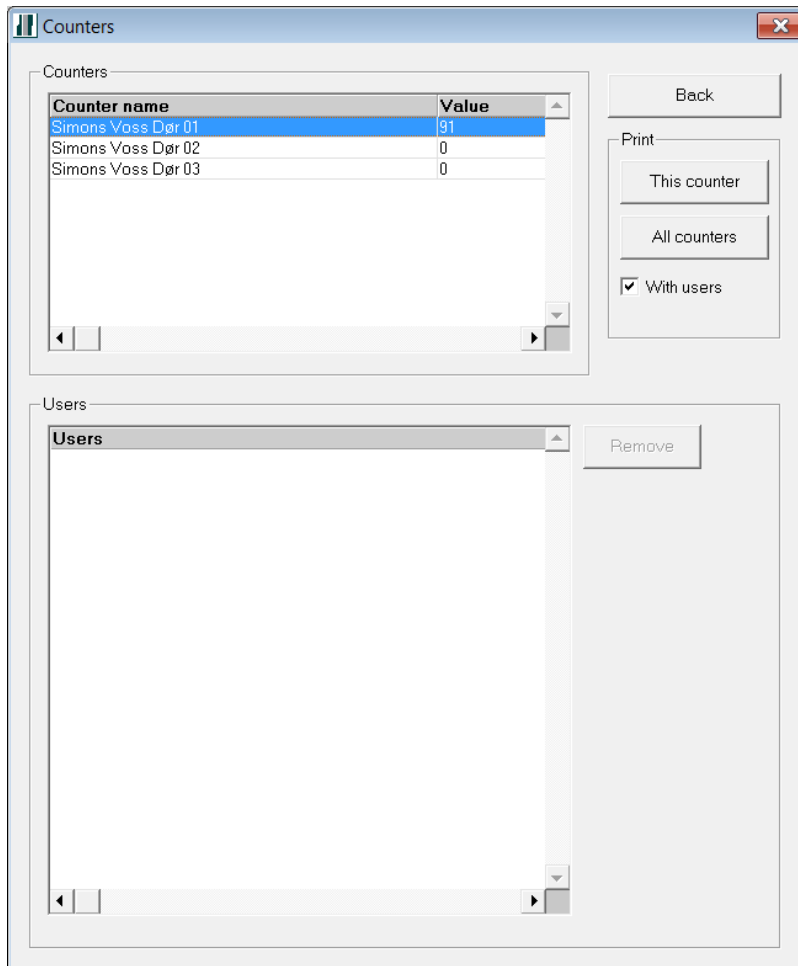 Counters
Counters
Counter name Value
Simons Voss Dør 01 91
Simons Voss Dør 02 0
Simons Voss Dør 03 0
Back
Print
This counter
All counters
With users
Users
Users
Remove